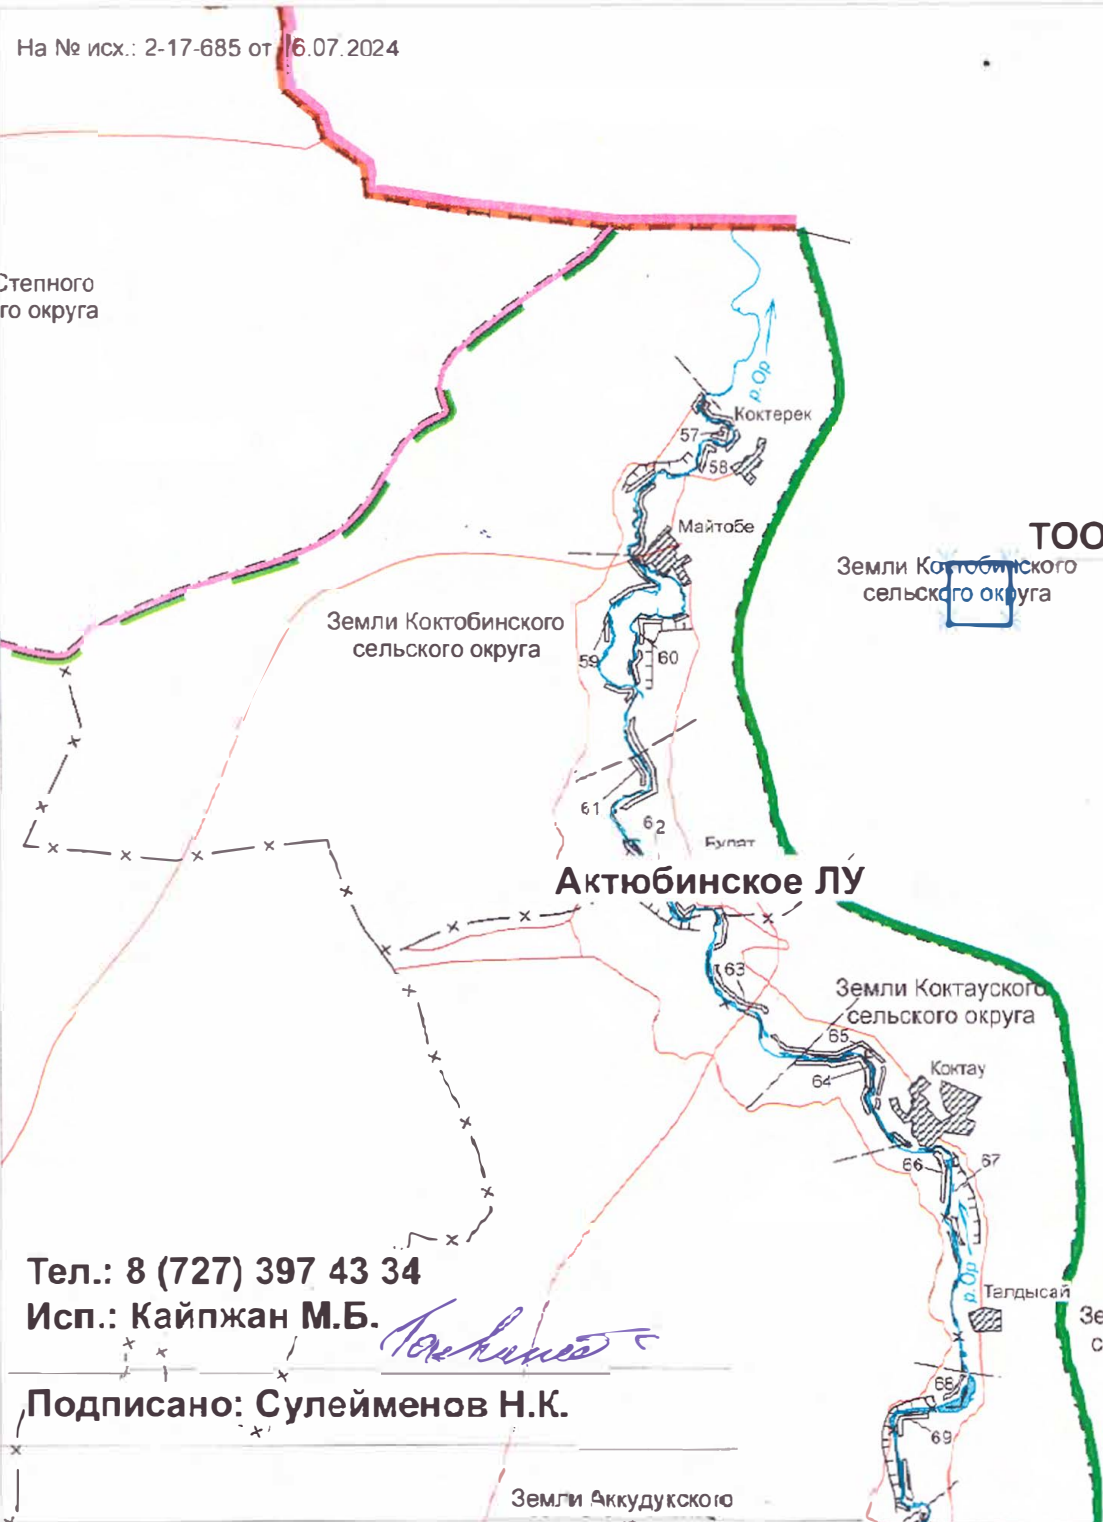 На № исх.: 2-17-685 от 16.07.2024
Степного
го округа
р.Ор
Коктерек
57
58
Майтобе
ТОО
Земли Коктобинского
сельского округа
Земли Коктобинского
сельского округа
59
60
61
62
Булат
Актюбинское ЛУ
63
Земли Коктауского
сельского округа
65
64
Коктау
66
67
р.Ор
Тел.: 8 (727) 397 43 34
Исп.: Кайпжан М.Б.
Талдысай
Зе
с
68
Подписано: Сулейменов Н.К.
69
Земли Аккудукского